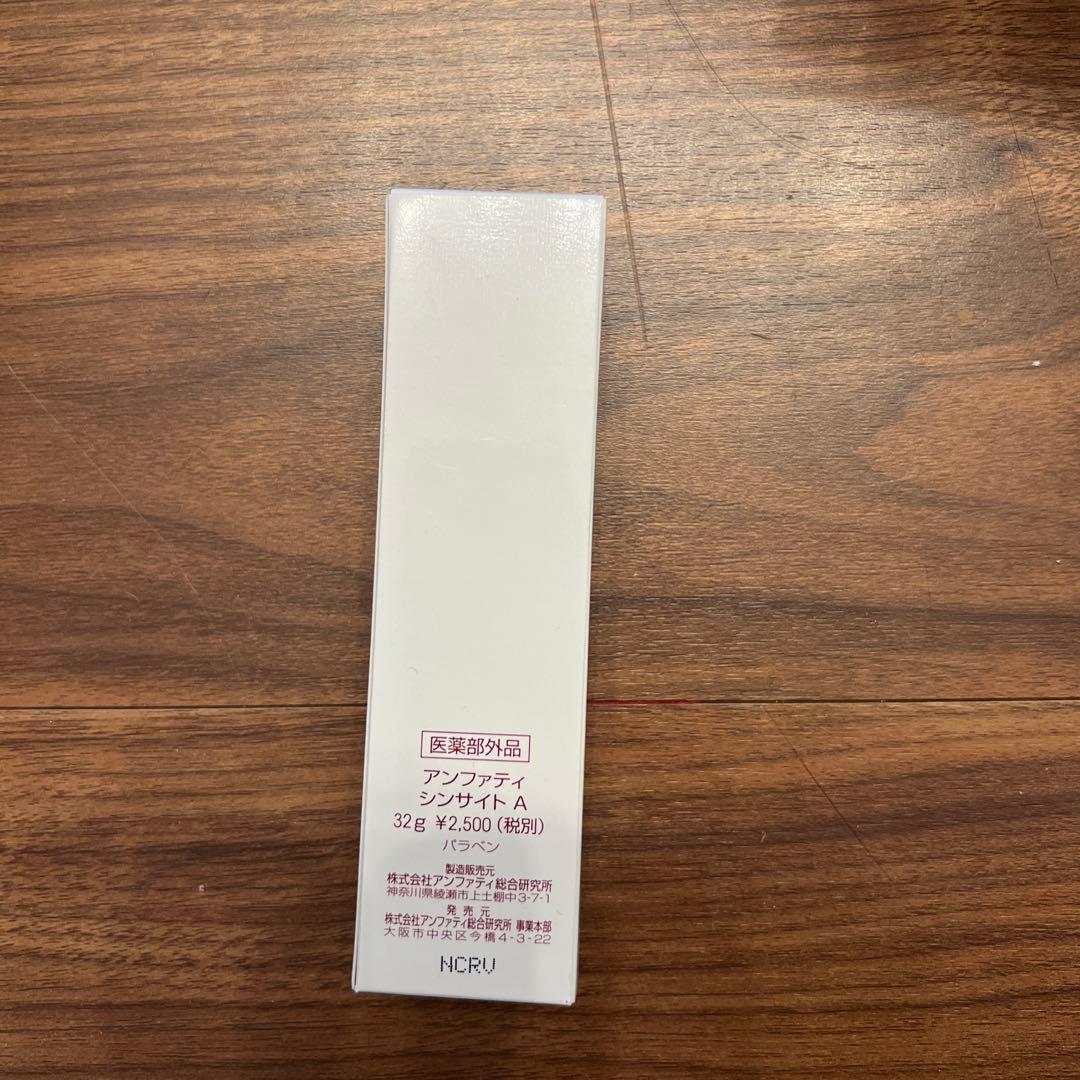 医薬部外品
アンファティ
シンサイト A
32g ¥2,500(税別)
パラベン
製造販売元
株式会社アンファティ総合研究所
神奈川県綾瀬市上土棚中3-7-1
発売元
株式会社アンファティ総合研究所 事業本部
大阪市中央区今橋4-3-22
NCRV